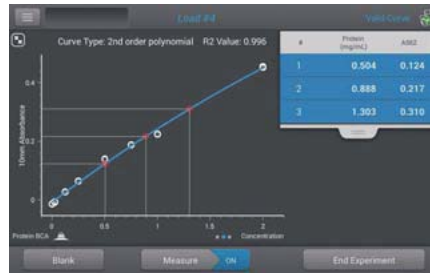 Load #4
Valid Curve
Curve Type: 2nd order polynomial R2 Value: 0.996
# Protein (mg/mL) A562
1 0.504 0.124
2 0.888 0.217
3 1.303 0.310
10mm Absorbance
0.4
0.2
0
0 0.5 1 1.5 2
Protein BCA
Concentration
Blank
Measure
ON
End Experiment